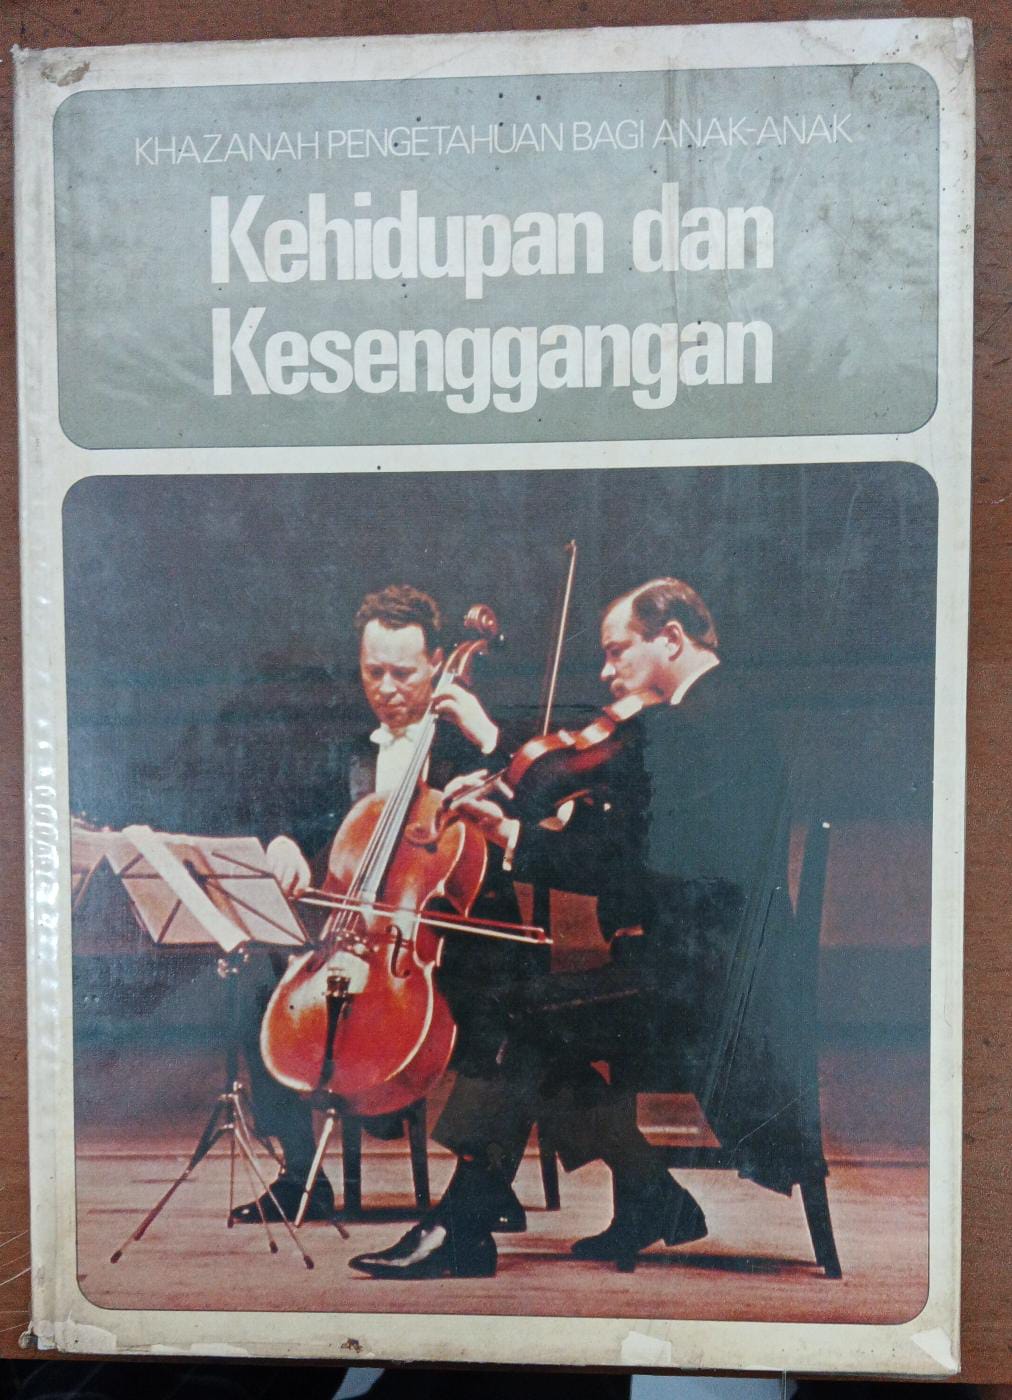 KHAZANAH PENGETAHUAN BAGI ANAK-ANAK
Kehidupan dan
Kesenggangan